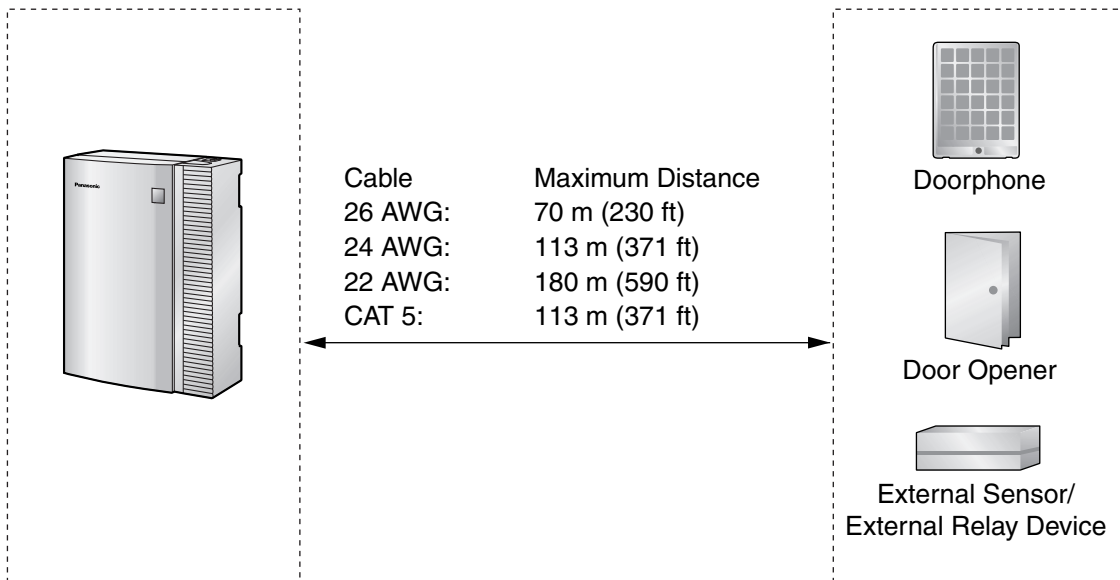 Panasonic
Cable Maximum Distance
26 AWG: 70 m (230 ft)
24 AWG: 113 m (371 ft)
22 AWG: 180 m (590 ft)
CAT 5: 113 m (371 ft)
Doorphone
Door Opener
External Sensor/
External Relay Device